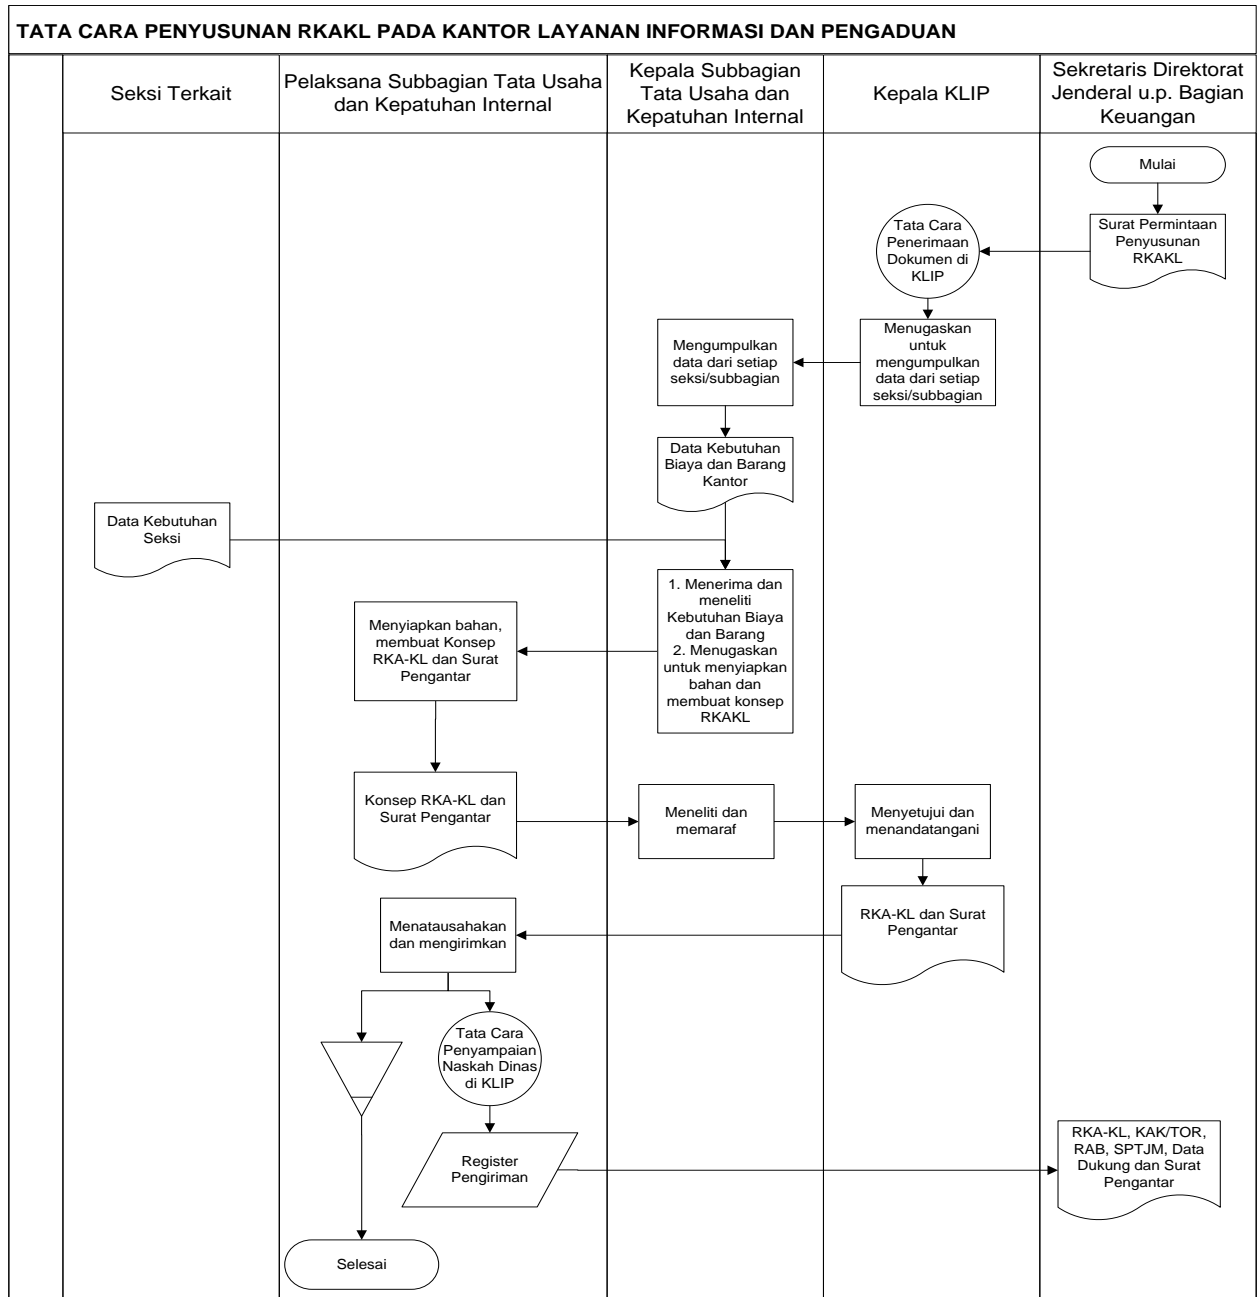 TATA CARA PENYUSUNAN RKAKL PADA KANTOR LAYANAN INFORMASI DAN PENGADUAN
Seksi Terkait
Pelaksana Subbagian Tata Usaha
dan Kepatuhan Internal
Kepala Subbagian
Tata Usaha dan
Kepatuhan Internal
Kepala KLIP
Sekretaris Direktorat
Jenderal u.p. Bagian
Keuangan
Mulai
Surat Permintaan
Penyusunan
RKAKL
Tata Cara
Penerimaan
Dokumen di
KLIP
Menugaskan
untuk
mengumpulkan
data dari setiap
seksi/subbagian
Mengumpulkan
data dari setiap
seksi/subbagian
Data Kebutuhan
Biaya dan Barang
Kantor
Data Kebutuhan
Seksi
1. Menerima dan
meneliti
Kebutuhan Biaya
dan Barang
2. Menugaskan
untuk menyiapkan
bahan dan
membuat konsep
RKAKL
Menyiapkan bahan,
membuat Konsep
RKA-KL dan Surat
Pengantar
Konsep RKA-KL dan
Surat Pengantar
Meneliti dan
memaraf
Menyetujui dan
menandatangani
RKA-KL dan Surat
Pengantar
Menatausahakan
dan mengirimkan
Tata Cara
Penyampaian
Naskah Dinas
di KLIP
Register
Pengiriman
RKA-KL, KAK/TOR,
RAB, SPTJM, Data
Dukung dan Surat
Pengantar
Selesai